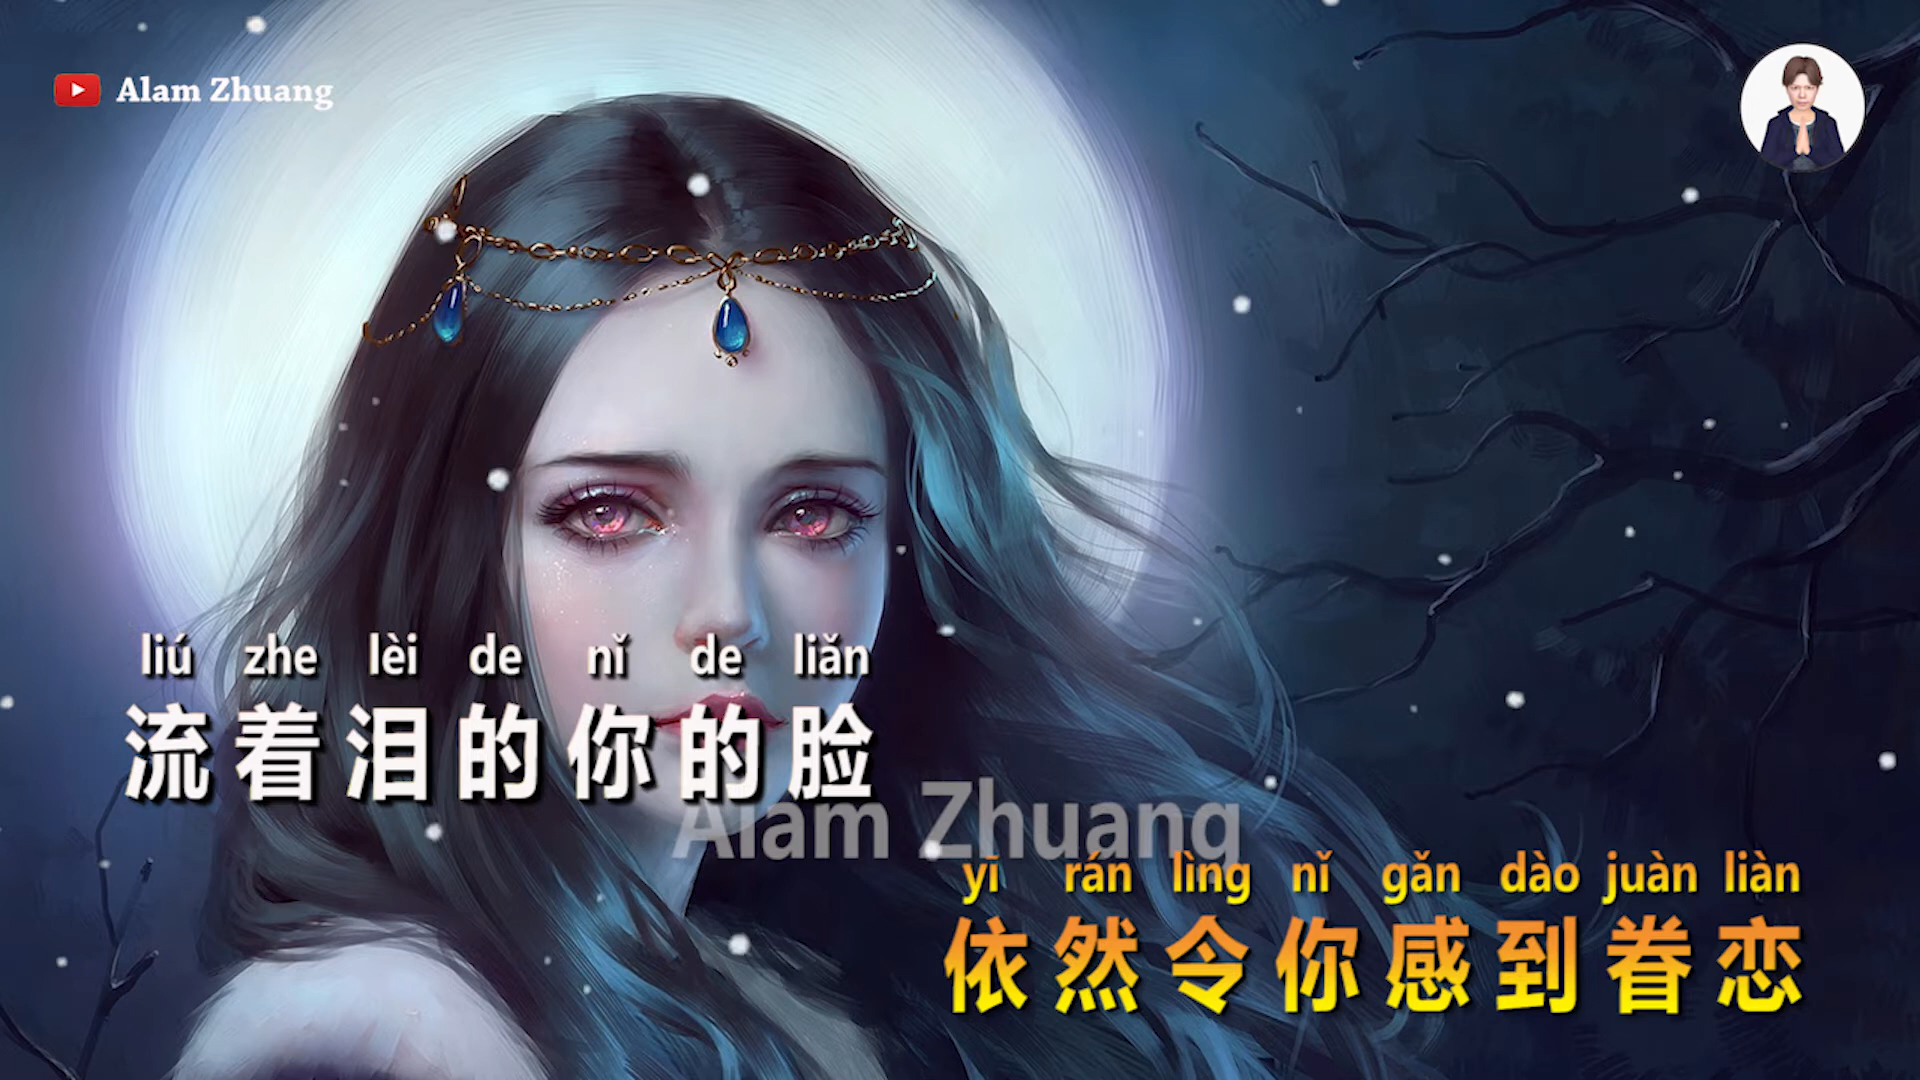 Alam Zhuang
liú zhe lèi de nǐ de liǎn
流着泪的你的脸
Alam Zhuang
yī rán lìng nǐ gǎn dào juàn liàn
依然令你感到眷恋